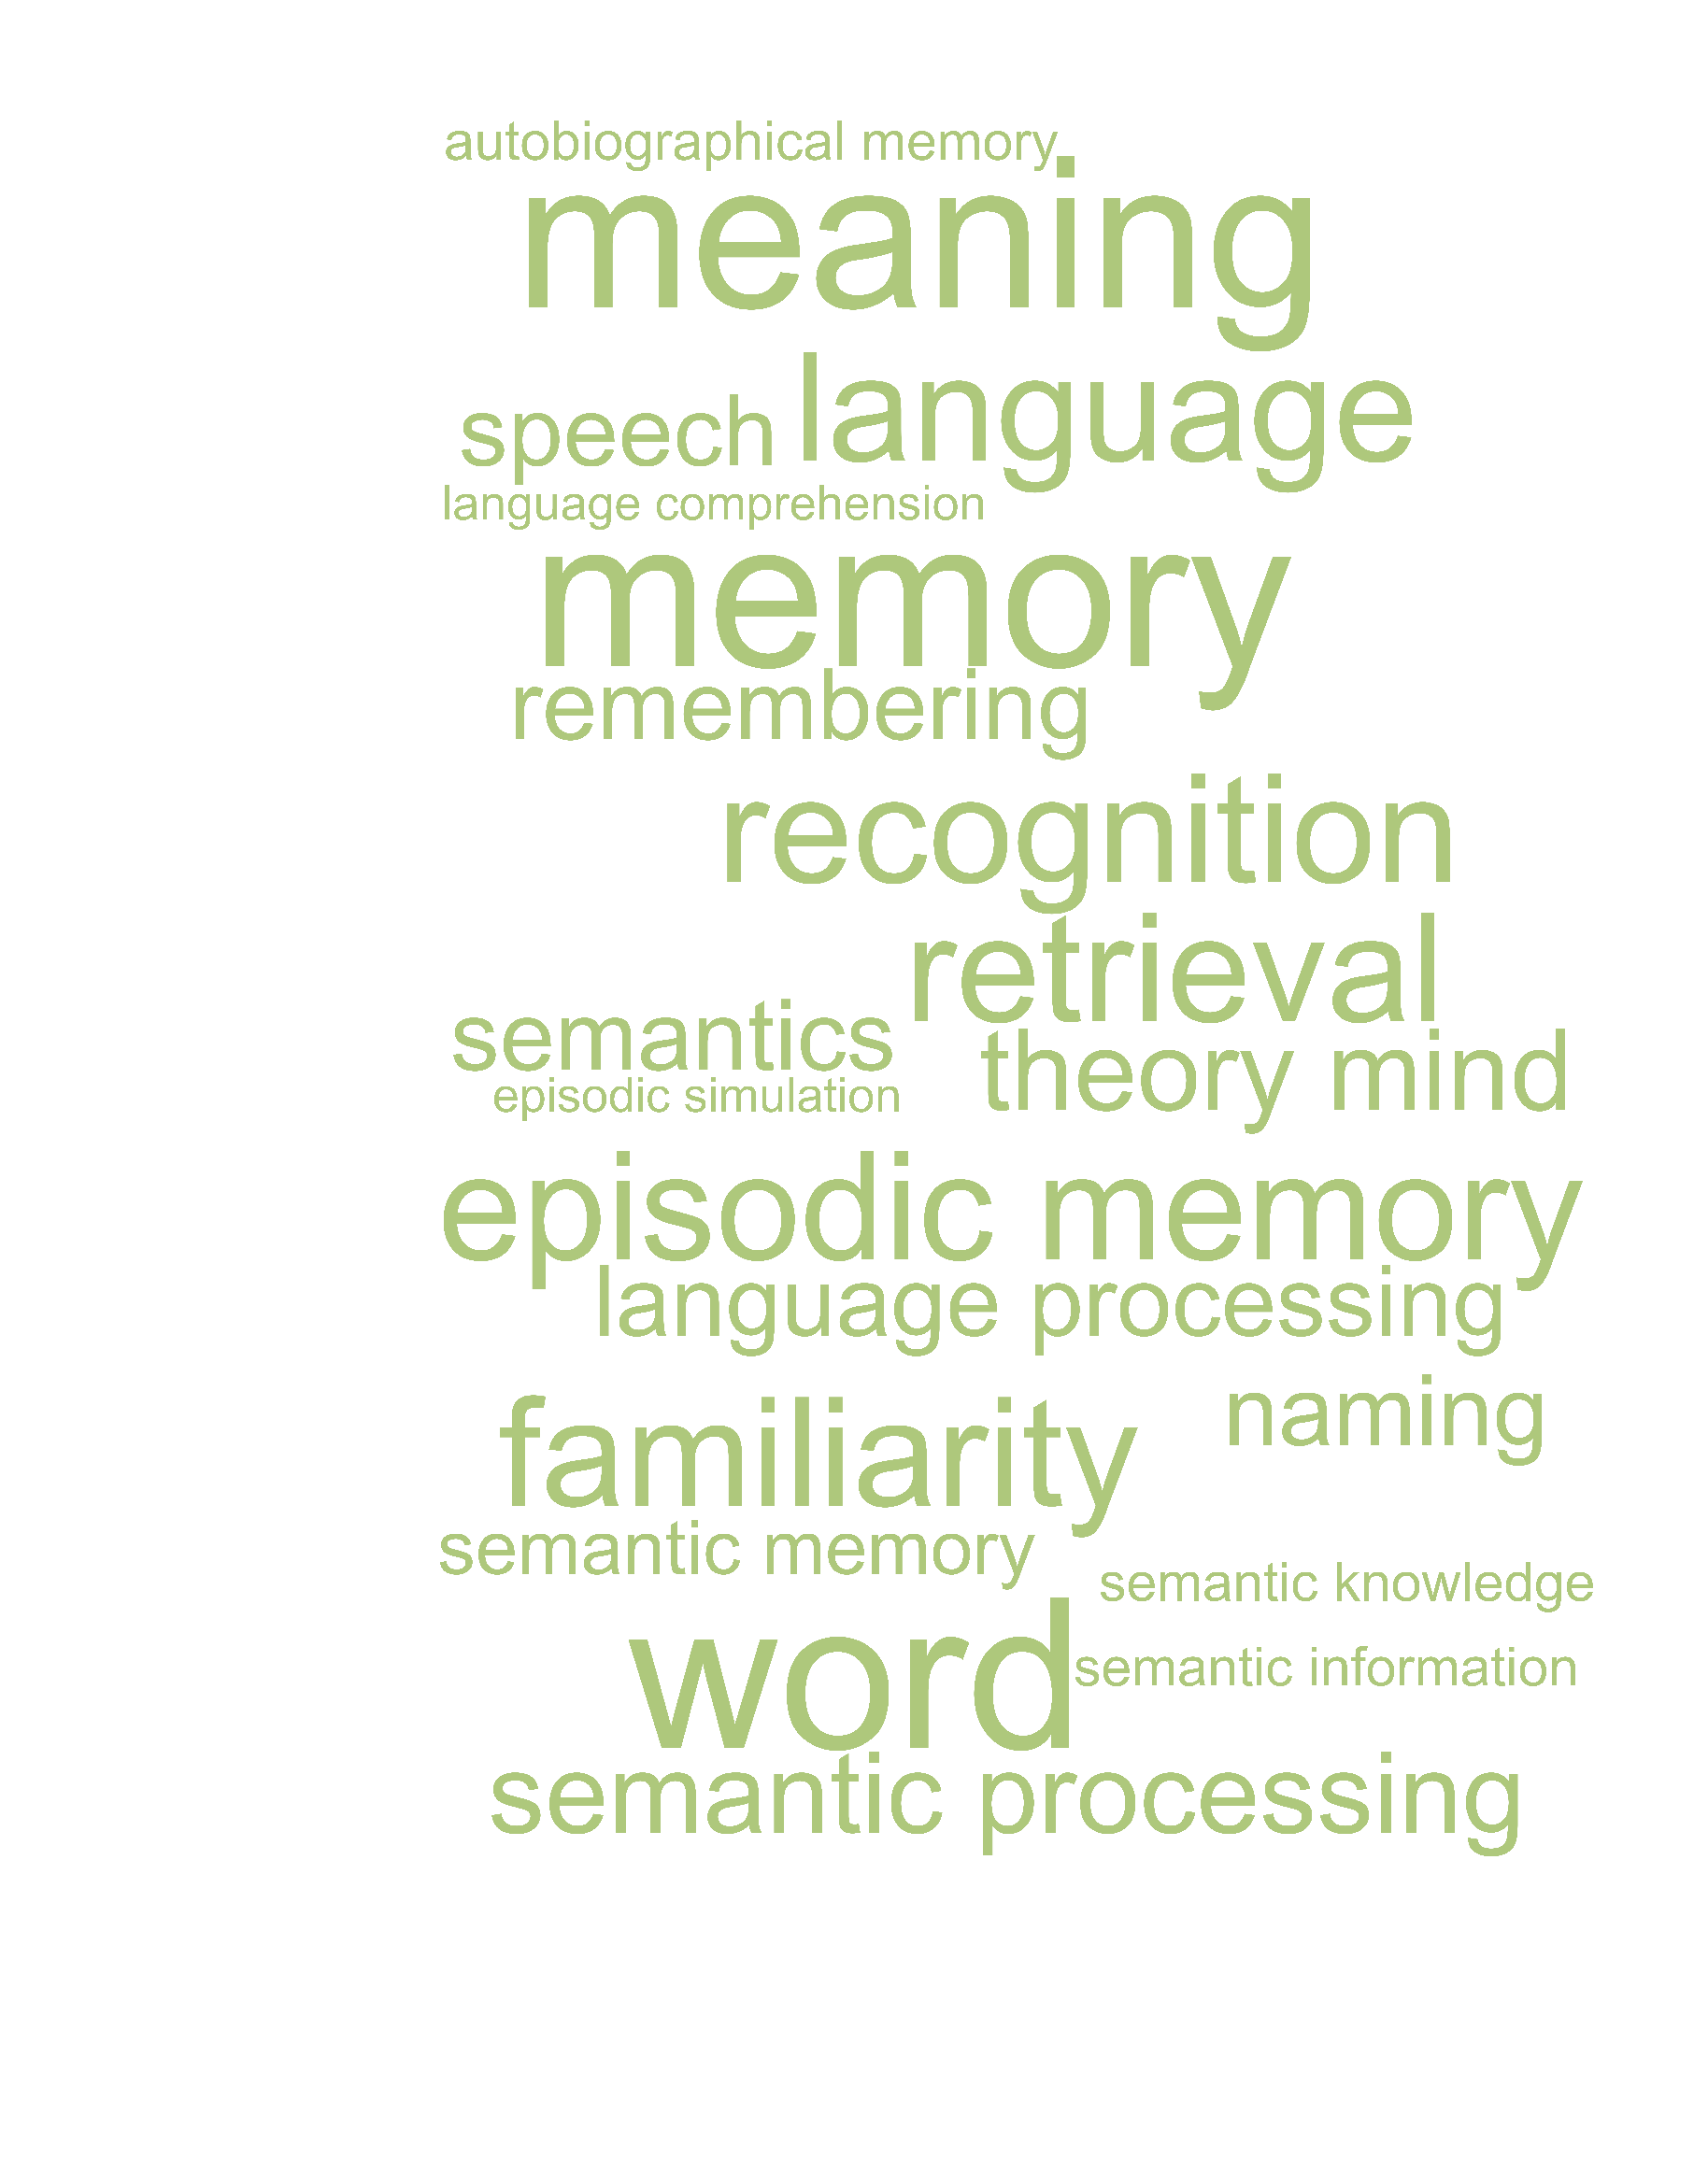 autobiographical memory
meaning
speech
language
language comprehension
memory
remembering
recognition
retrieval
semantics
theory mind
episodic simulation
episodic memory
language processing
familiarity
naming
semantic memory
semantic knowledge
word
semantic information
semantic processing